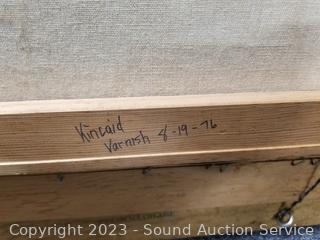 Kincaid
Varnish 8-19-76
Copyright 2023 - Sound Auction Service